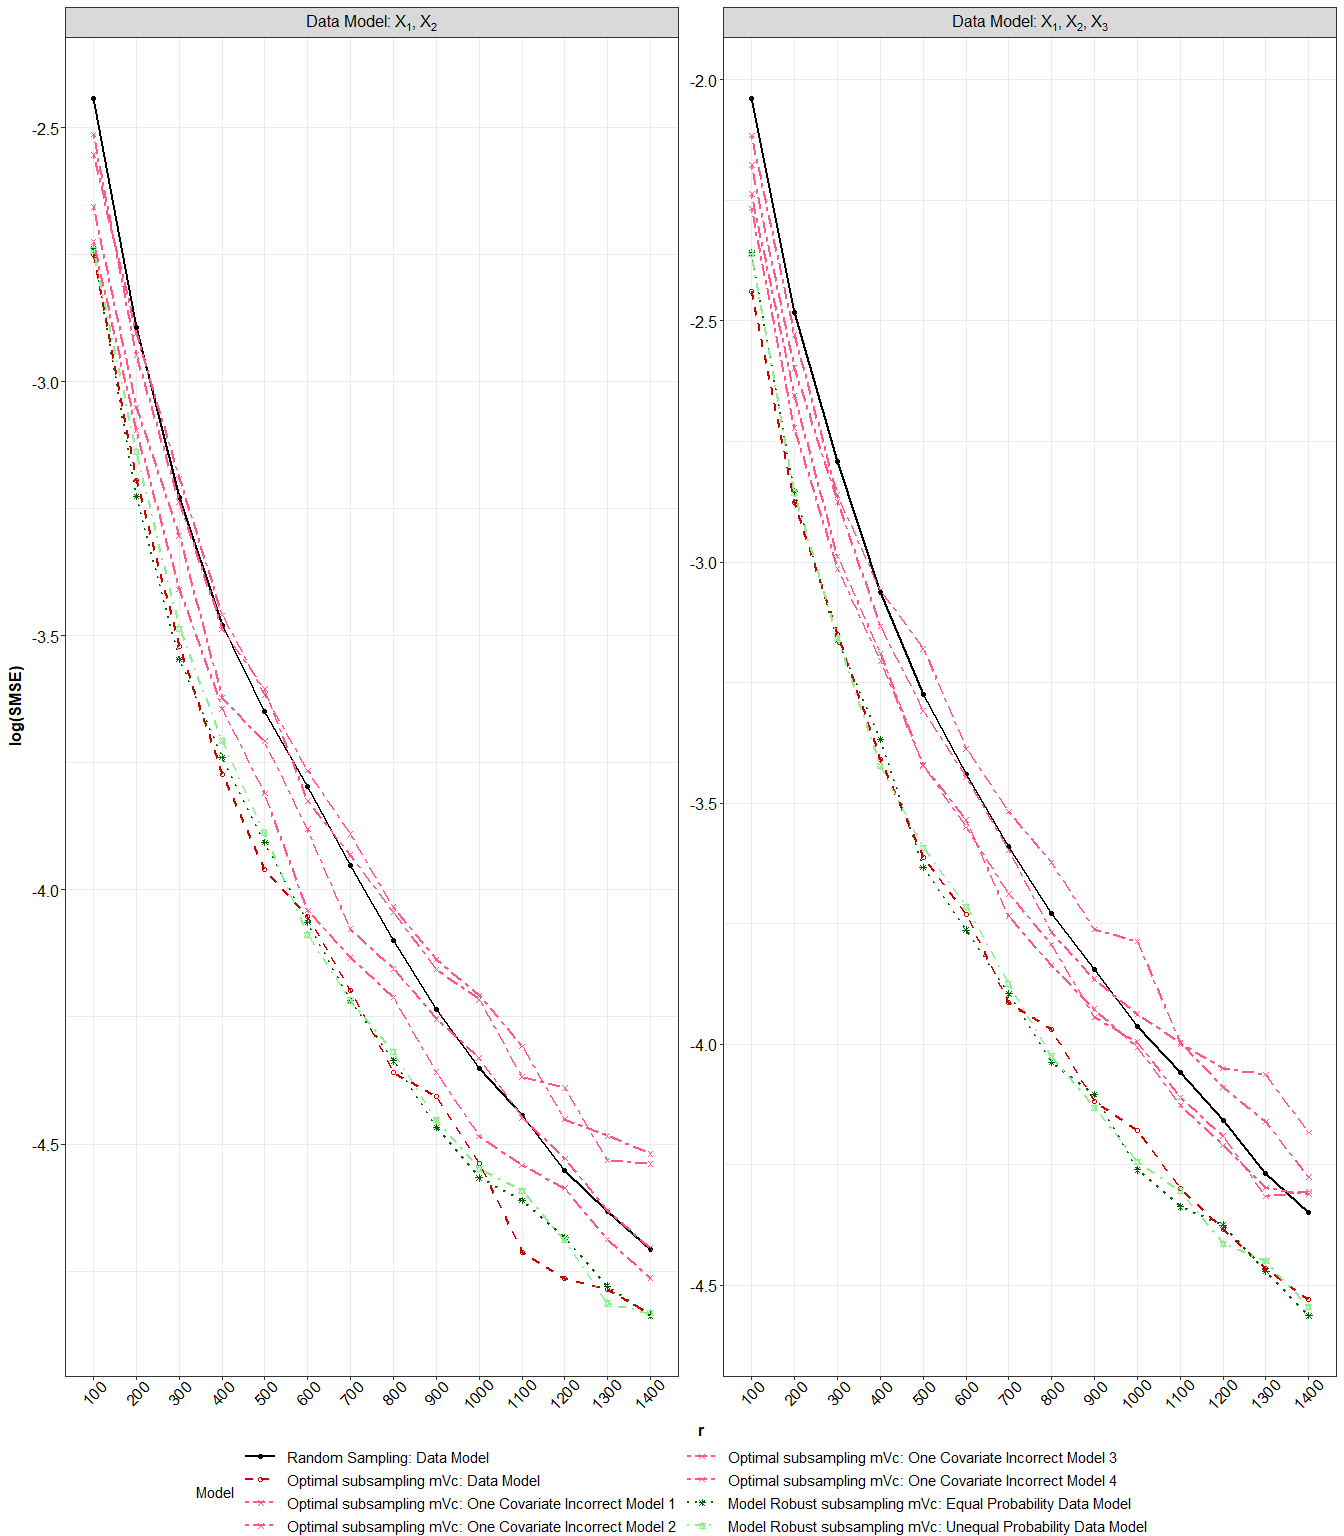 Data Model: X1, X2
Data Model: X1, X2, X3
log(SMSE)
-2.5
-3.0
-3.5
-4.0
-4.5
-2.0
-2.5
-3.0
-3.5
-4.0
-4.5
100 200 300 400 500 600 700 800 900 1000 1100 1200 1300 1400
100 200 300 400 500 600 700 800 900 1000 1100 1200 1300 1400
r
Model
Random Sampling: Data Model
Optimal subsampling mVc: Data Model
Optimal subsampling mVc: One Covariate Incorrect Model 1
Optimal subsampling mVc: One Covariate Incorrect Model 2
Optimal subsampling mVc: One Covariate Incorrect Model 3
Optimal subsampling mVc: One Covariate Incorrect Model 4
Model Robust subsampling mVc: Equal Probability Data Model
Model Robust subsampling mVc: Unequal Probability Data Model